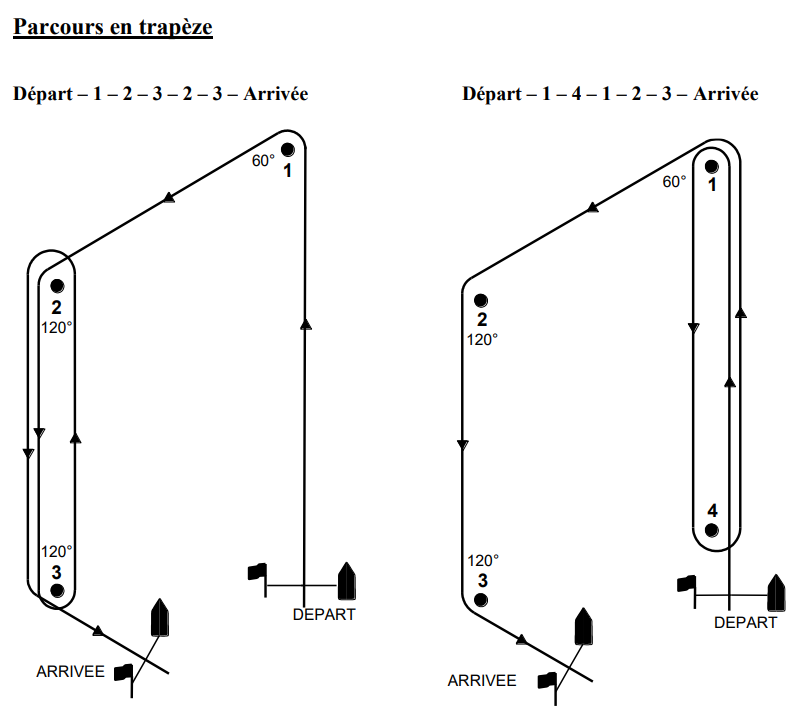 Parcours en trapèze
Départ – 1 – 2 – 3 – 2 – 3 – Arrivée
60°
1
2
120°
120°
3
DEPART
ARRIVEE
Départ – 1 – 4 – 1 – 2 – 3 – Arrivée
60°
1
2
120°
4
120°
3
DEPART
ARRIVEE